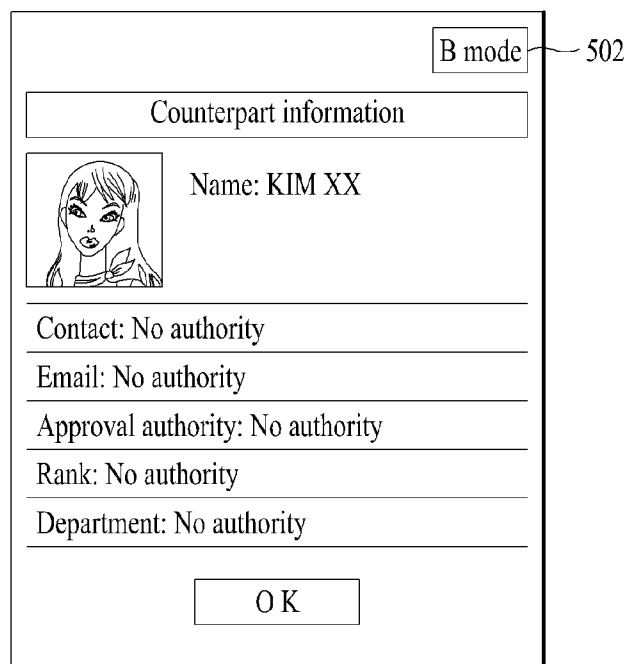 B mode
502
Counterpart information
Name: KIM XX
Contact: No authority
Email: No authority
Approval authority: No authority
Rank: No authority
Department: No authority
O K